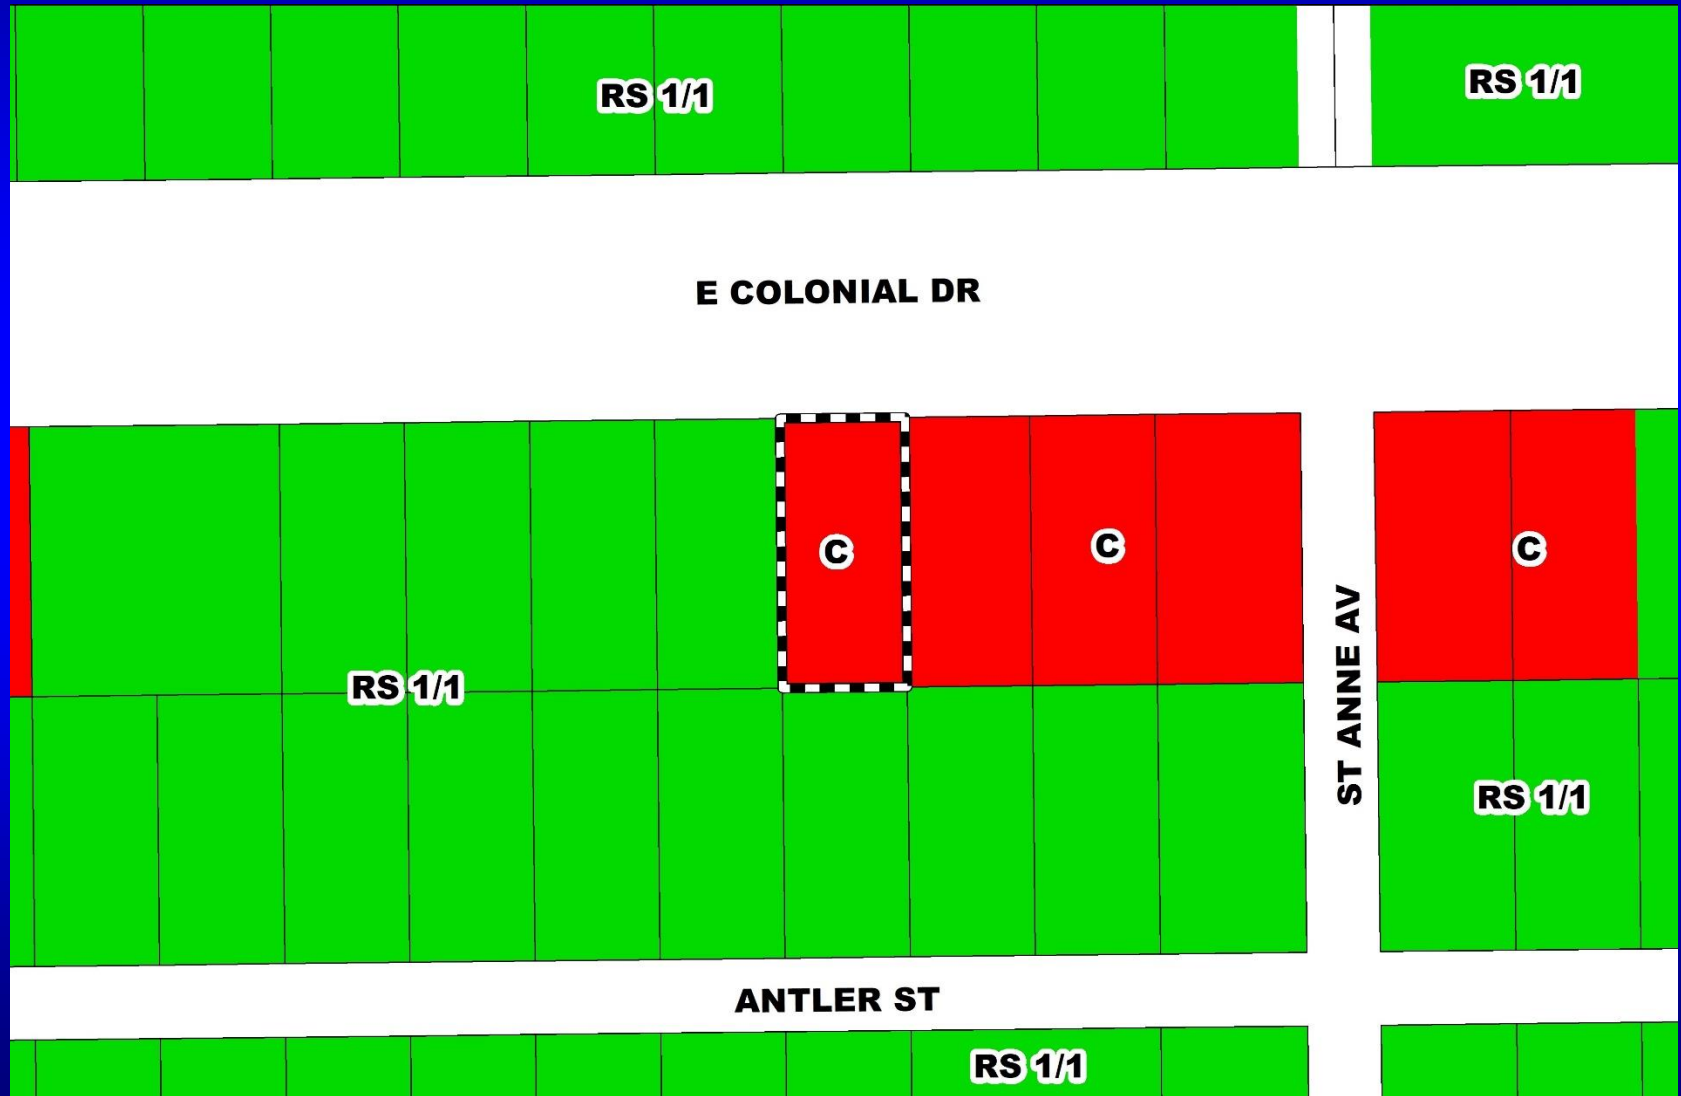 RS 1/1
RS 1/1
E COLONIAL DR
C
C
C
RS 1/1
ST ANNE AV
RS 1/1
ANTLER ST
RS 1/1